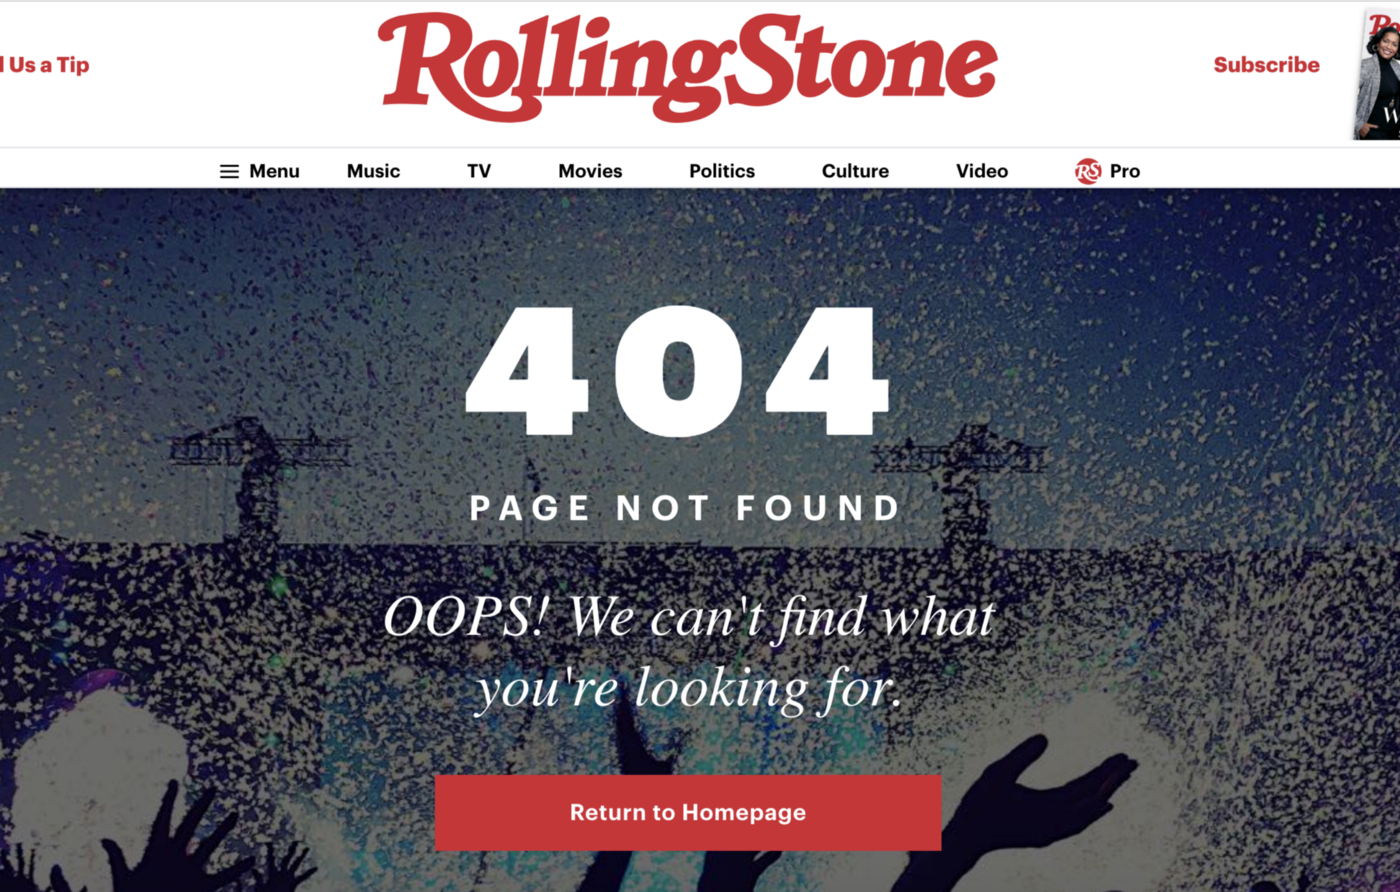 Us a Tip
RollingStone
Subscribe
Menu Music TV Movies Politics Culture Video RS Pro
404
PAGE NOT FOUND
OOPS! We can't find what
you're looking for.
Return to Homepage